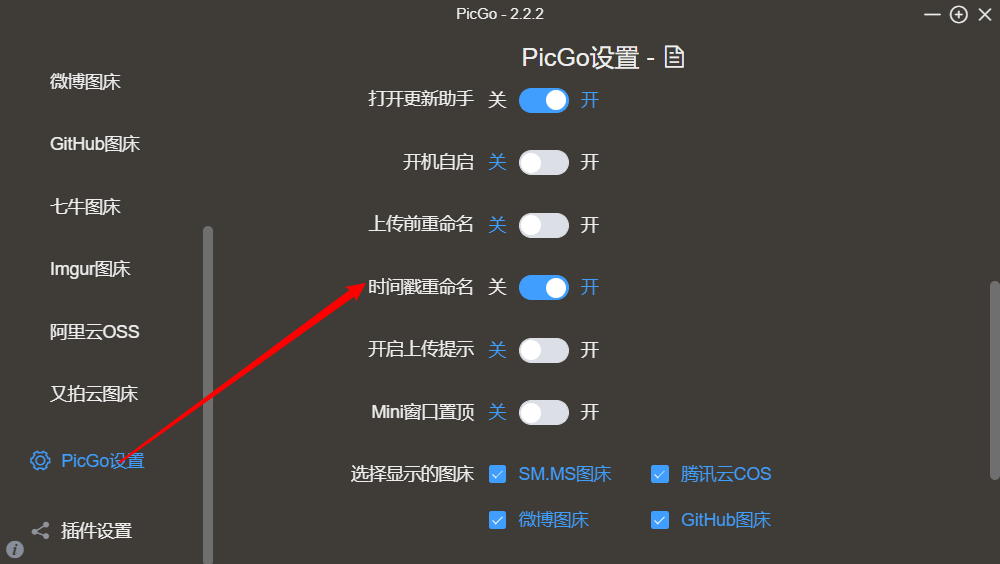 PicGo - 2.2.2
微博图床
GitHub图床
七牛图床
Imgur图床
阿里云OSS
又拍云图床
PicGo设置
插件设置
PicGo设置 -
打开更新助手 关 开
开机自启 关 开
上传前重命名 关 开
时间戳重命名 关 开
开启上传提示 关 开
Mini窗口置顶 关 开
选择显示的图床 SM.MS图床 腾讯云COS
微博图床 GitHub图床